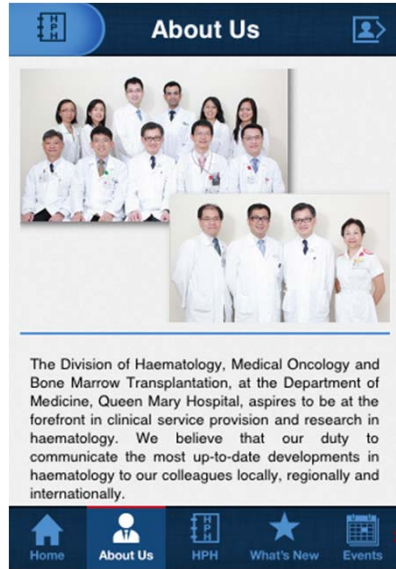 HPH
About Us
The Division of Haematology, Medical Oncology and
Bone Marrow Transplantation, at the Department of
Medicine, Queen Mary Hospital, aspires to be at the
forefront in clinical service provision and research in
haematology. We believe that our duty to
communicate the most up-to-date developments in
haematology to our colleagues locally, regionally and
internationally.
HPH
Home
About Us
HPH
What's New
Events